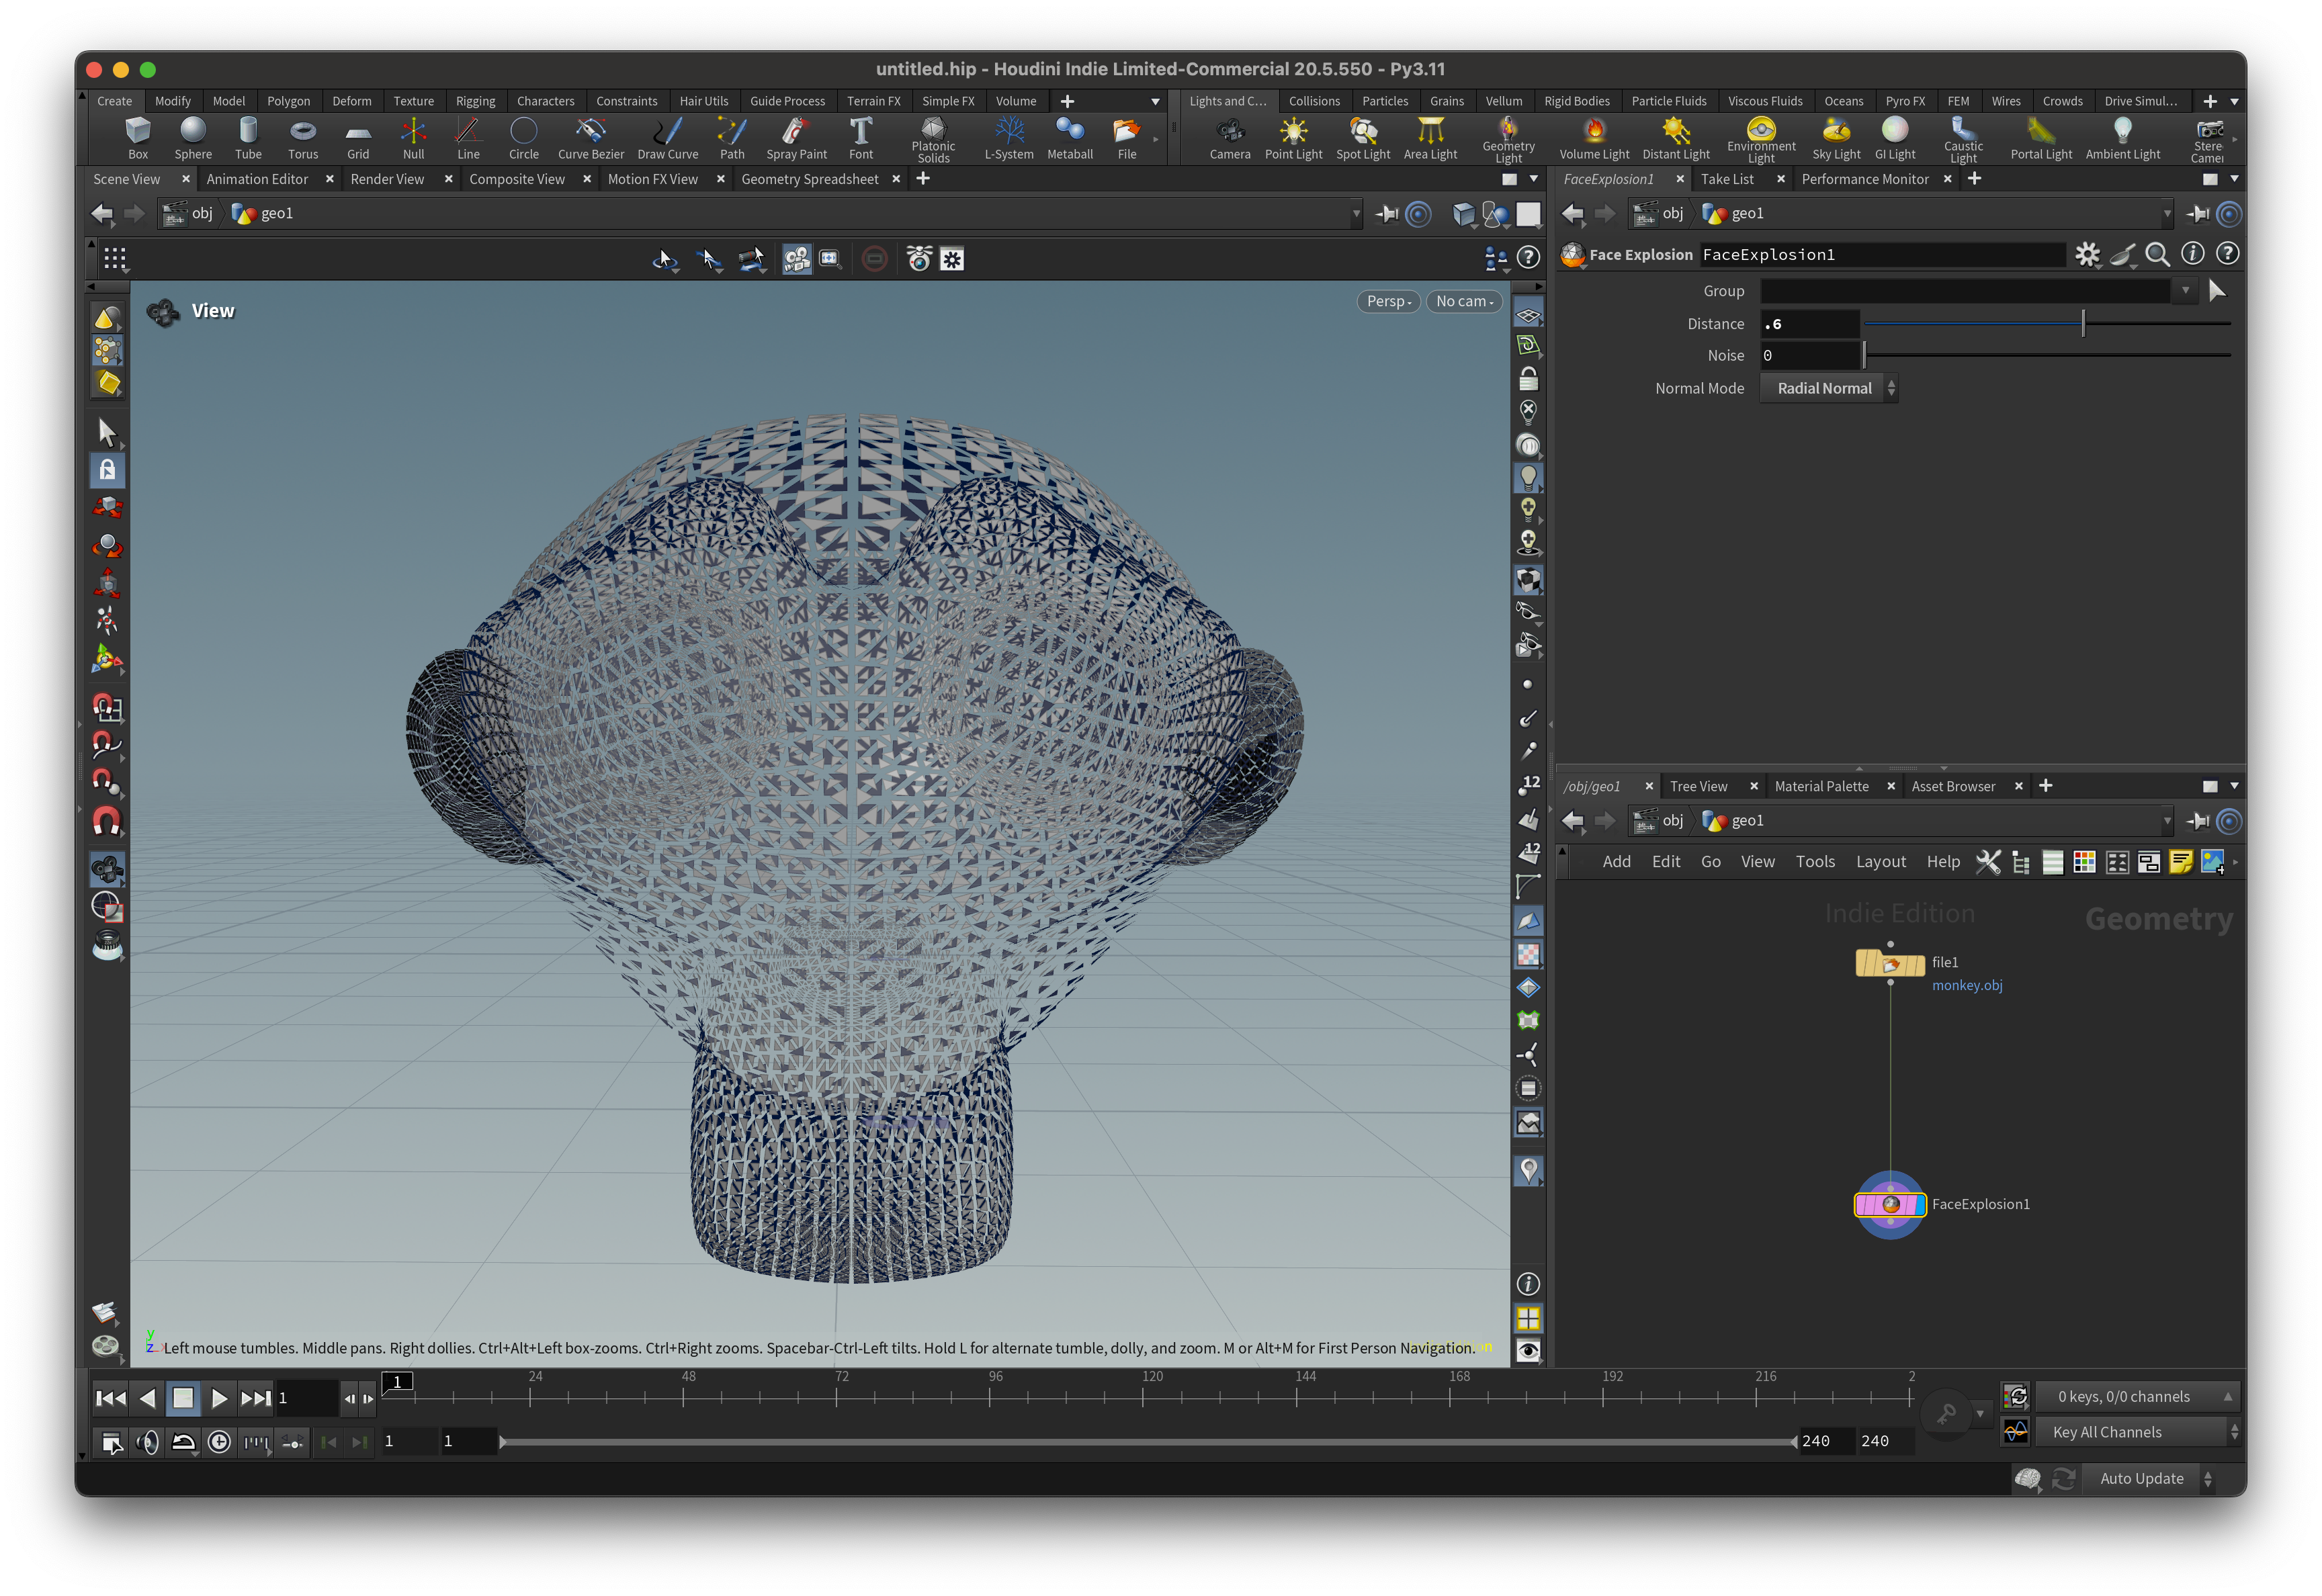 untitled.hip - Houdini Indie Limited-Commercial 20.5.550 - Py3.11
Create Modify Model Polygon Deform Texture Rigging Characters Constraints Hair Utils Guide Process Terrain FX Simple FX Volume
Lights and C... Collisions Particles Grains Vellum Rigid Bodies Particle Fluids Viscous Fluids Oceans Pyro FX FEM Wires Crowds Drive Simul...
Box Sphere Tube Torus Grid Null Line Circle Curve Bezier Draw Curve Path Spray Paint Font Platonic Solids L-System Metaball File
Camera Point Light Spot Light Area Light Geometry Light Volume Light Distant Light Environment Light Sky Light GI Light Caustic Light Portal Light Ambient Light Stereo Camer
Scene View Animation Editor Render View Composite View Motion FX View Geometry Spreadsheet
FaceExplosion1 Take List Performance Monitor
obj geo1
obj geo1
Face Explosion FaceExplosion1
View
Persp No cam
Group
Distance .6
Noise 0
Normal Mode Radial Normal
12
12
/obj/geo1 Tree View Material Palette Asset Browser
obj geo1
Add Edit Go View Tools Layout Help
Indie Edition
Geometry
file1
monkey.obj
FaceExplosion1
y
z
Left mouse tumbles. Middle pans. Right dollies. Ctrl+Alt+Left box-zooms. Ctrl+Right zooms. Spacebar-Ctrl-Left tilts. Hold L for alternate tumble, dolly, and zoom. M or Alt+M for First Person Navigation.
1
1 24 48 72 96 120 144 168 192 216 2
0 keys, 0/0 channels
1 1 240 240
Key All Channels
Auto Update